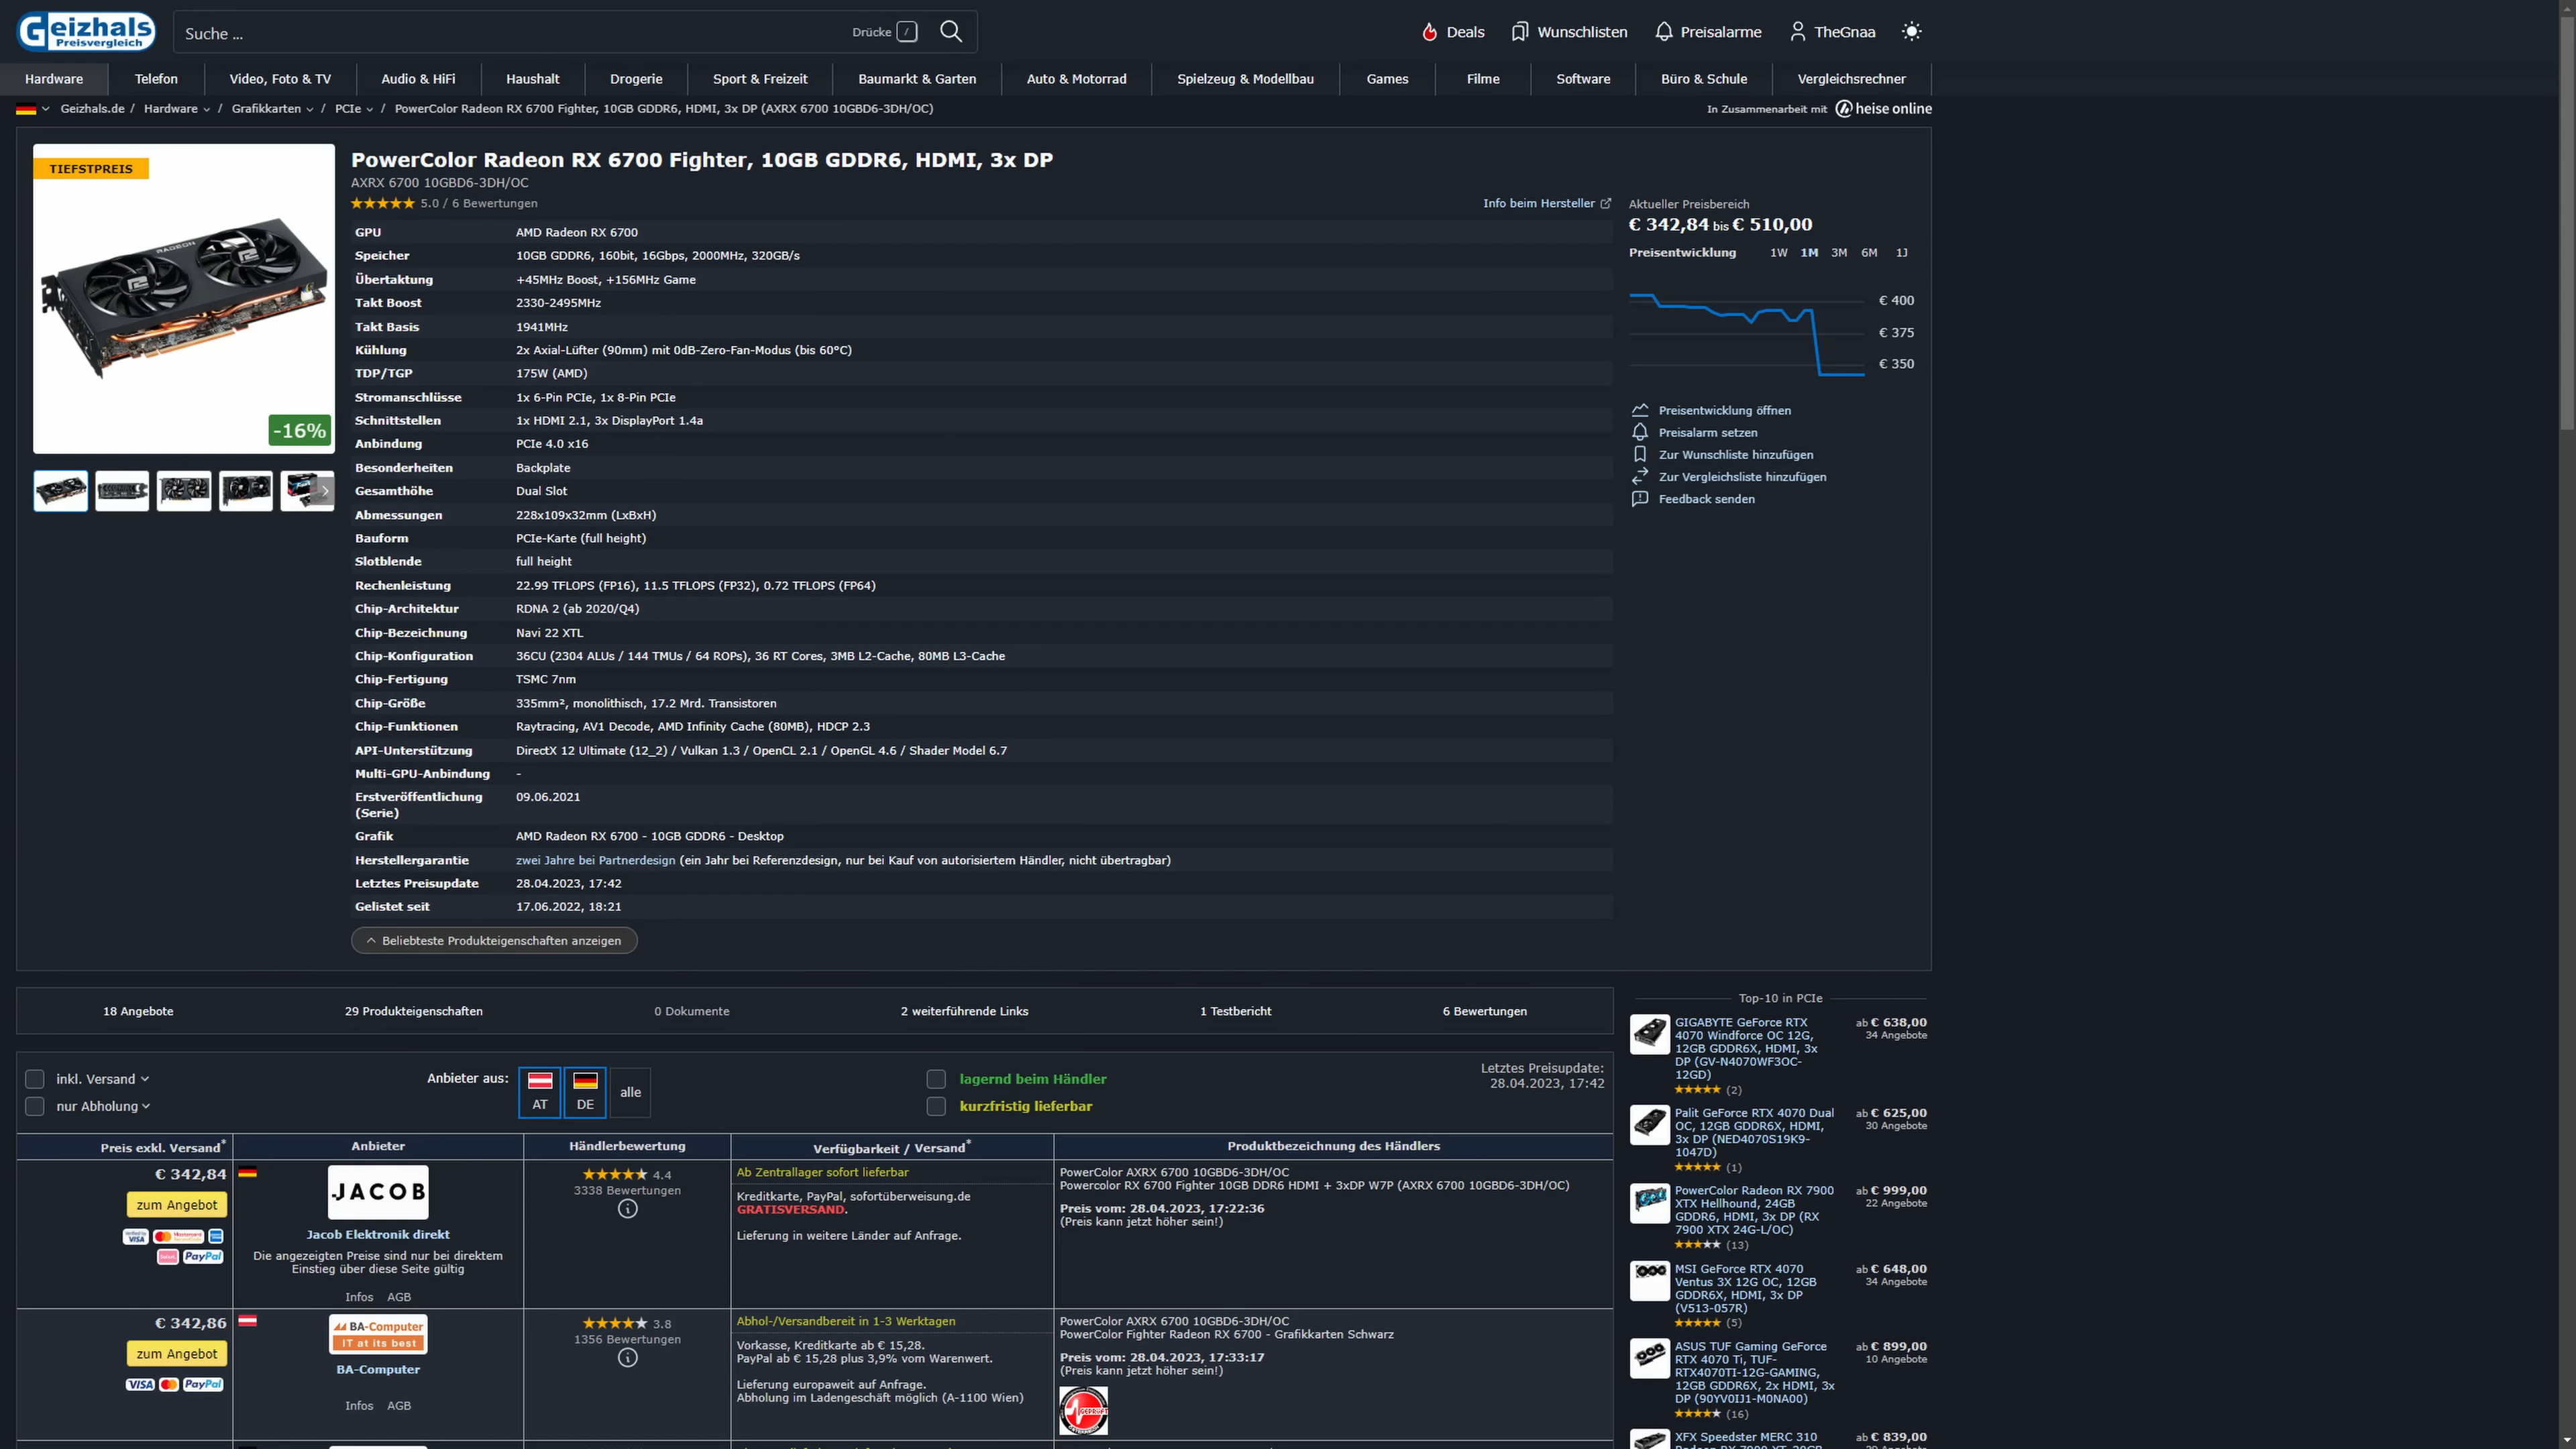 Geizhals
Preisvergleich
Suche ...
Drücke /
Deals
Wunschlisten
Preisalarme
TheGnaa
Hardware
Telefon
Video, Foto & TV
Audio & HiFi
Haushalt
Drogerie
Sport & Freizeit
Baumarkt & Garten
Auto & Motorrad
Spielzeug & Modellbau
Games
Filme
Software
Büro & Schule
Vergleichsrechner
Geizhals.de / Hardware / Grafikkarten / PCIe / PowerColor Radeon RX 6700 Fighter, 10GB GDDR6, HDMI, 3x DP (AXRX 6700 10GBD6-3DH/OC)
In Zusammenarbeit mit heise online
TIEFSTPREIS
RADEON
-16%
PowerColor Radeon RX 6700 Fighter, 10GB GDDR6, HDMI, 3x DP
AXRX 6700 10GBD6-3DH/OC
5.0 / 6 Bewertungen
Info beim Hersteller
GPU AMD Radeon RX 6700
Speicher 10GB GDDR6, 160bit, 16Gbps, 2000MHz, 320GB/s
Übertaktung +45MHz Boost, +156MHz Game
Takt Boost 2330-2495MHz
Takt Basis 1941MHz
Kühlung 2x Axial-Lüfter (90mm) mit 0dB-Zero-Fan-Modus (bis 60°C)
TDP/TGP 175W (AMD)
Stromanschlüsse 1x 6-Pin PCIe, 1x 8-Pin PCIe
Schnittstellen 1x HDMI 2.1, 3x DisplayPort 1.4a
Anbindung PCIe 4.0 x16
Besonderheiten Backplate
Gesamthöhe Dual Slot
Abmessungen 228x109x32mm (LxBxH)
Bauform PCIe-Karte (full height)
Slotblende full height
Rechenleistung 22.99 TFLOPS (FP16), 11.5 TFLOPS (FP32), 0.72 TFLOPS (FP64)
Chip-Architektur RDNA 2 (ab 2020/Q4)
Chip-Bezeichnung Navi 22 XTL
Chip-Konfiguration 36CU (2304 ALUs / 144 TMUs / 64 ROPs), 36 RT Cores, 3MB L2-Cache, 80MB L3-Cache
Chip-Fertigung TSMC 7nm
Chip-Größe 335mm², monolithisch, 17.2 Mrd. Transistoren
Chip-Funktionen Raytracing, AV1 Decode, AMD Infinity Cache (80MB), HDCP 2.3
API-Unterstützung DirectX 12 Ultimate (12_2) / Vulkan 1.3 / OpenCL 2.1 / OpenGL 4.6 / Shader Model 6.7
Multi-GPU-Anbindung -
Erstveröffentlichung 09.06.2021
(Serie)
Grafik AMD Radeon RX 6700 - 10GB GDDR6 - Desktop
Herstellergarantie zwei Jahre bei Partnerdesign (ein Jahr bei Referenzdesign, nur bei Kauf von autorisiertem Händler, nicht übertragbar)
Letztes Preisupdate 28.04.2023, 17:42
Gelistet seit 17.06.2022, 18:21
Beliebteste Produkteigenschaften anzeigen
Aktueller Preisbereich
€ 342,84 bis € 510,00
Preisentwicklung 1W 1M 3M 6M 1J
€ 400
€ 375
€ 350
Preisentwicklung öffnen
Preisalarm setzen
Zur Wunschliste hinzufügen
Zur Vergleichsliste hinzufügen
Feedback senden
18 Angebote
29 Produkteigenschaften
0 Dokumente
2 weiterführende Links
1 Testbericht
6 Bewertungen
inkl. Versand
nur Abholung
Anbieter aus: AT DE alle
lagernd beim Händler
kurzfristig lieferbar
Letztes Preisupdate:
28.04.2023, 17:42
Preis exkl. Versand*
Anbieter
Händlerbewertung
Verfügbarkeit / Versand*
Produktbezeichnung des Händlers
€ 342,84
zum Angebot
VISA
PayPal
JACOB
Jacob Elektronik direkt
Die angezeigten Preise sind nur bei direktem
Einstieg über diese Seite gültig
Infos AGB
4.4
3338 Bewertungen
Ab Zentrallager sofort lieferbar
Kreditkarte, PayPal, sofortüberweisung.de
GRATISVERSAND.
Lieferung in weitere Länder auf Anfrage.
PowerColor AXRX 6700 10GBD6-3DH/OC
Powercolor RX 6700 Fighter 10GB DDR6 HDMI + 3xDP W7P (AXRX 6700 10GBD6-3DH/OC)
Preis vom: 28.04.2023, 17:22:36
(Preis kann jetzt höher sein!)
€ 342,86
zum Angebot
VISA
PayPal
BA-Computer
IT at its best
BA-Computer
Infos AGB
3.8
1356 Bewertungen
Abhol-/Versandbereit in 1-3 Werktagen
Vorkasse, Kreditkarte ab € 15,28.
PayPal ab € 15,28 plus 3,9% vom Warenwert.
Lieferung europaweit auf Anfrage.
Abholung im Ladengeschäft möglich (A-1100 Wien)
PowerColor AXRX 6700 10GBD6-3DH/OC
PowerColor Fighter Radeon RX 6700 - Grafikkarten Schwarz
Preis vom: 28.04.2023, 17:33:17
(Preis kann jetzt höher sein!)
Top-10 in PCIe
GIGABYTE GeForce RTX
4070 Windforce OC 12G,
12GB GDDR6X, HDMI, 3x
DP (GV-N4070WF3OC-
12GD)
(2)
ab € 638,00
34 Angebote
Palit GeForce RTX 4070 Dual
OC, 12GB GDDR6X, HDMI,
3x DP (NED4070S19K9-
1047D)
(1)
ab € 625,00
30 Angebote
PowerColor Radeon RX 7900
XTX Hellhound, 24GB
GDDR6, HDMI, 3x DP (RX
7900 XTX 24G-L/OC)
(13)
ab € 999,00
22 Angebote
MSI GeForce RTX 4070
Ventus 3X 12G OC, 12GB
GDDR6X, HDMI, 3x DP
(V513-057R)
(5)
ab € 648,00
34 Angebote
ASUS TUF Gaming GeForce
RTX 4070 Ti, TUF-
RTX4070TI-12G-GAMING,
12GB GDDR6X, 2x HDMI, 3x
DP (90YV0IJ1-M0NA00)
(16)
ab € 899,00
10 Angebote
XFX Speedster MERC 310
ab € 839,00